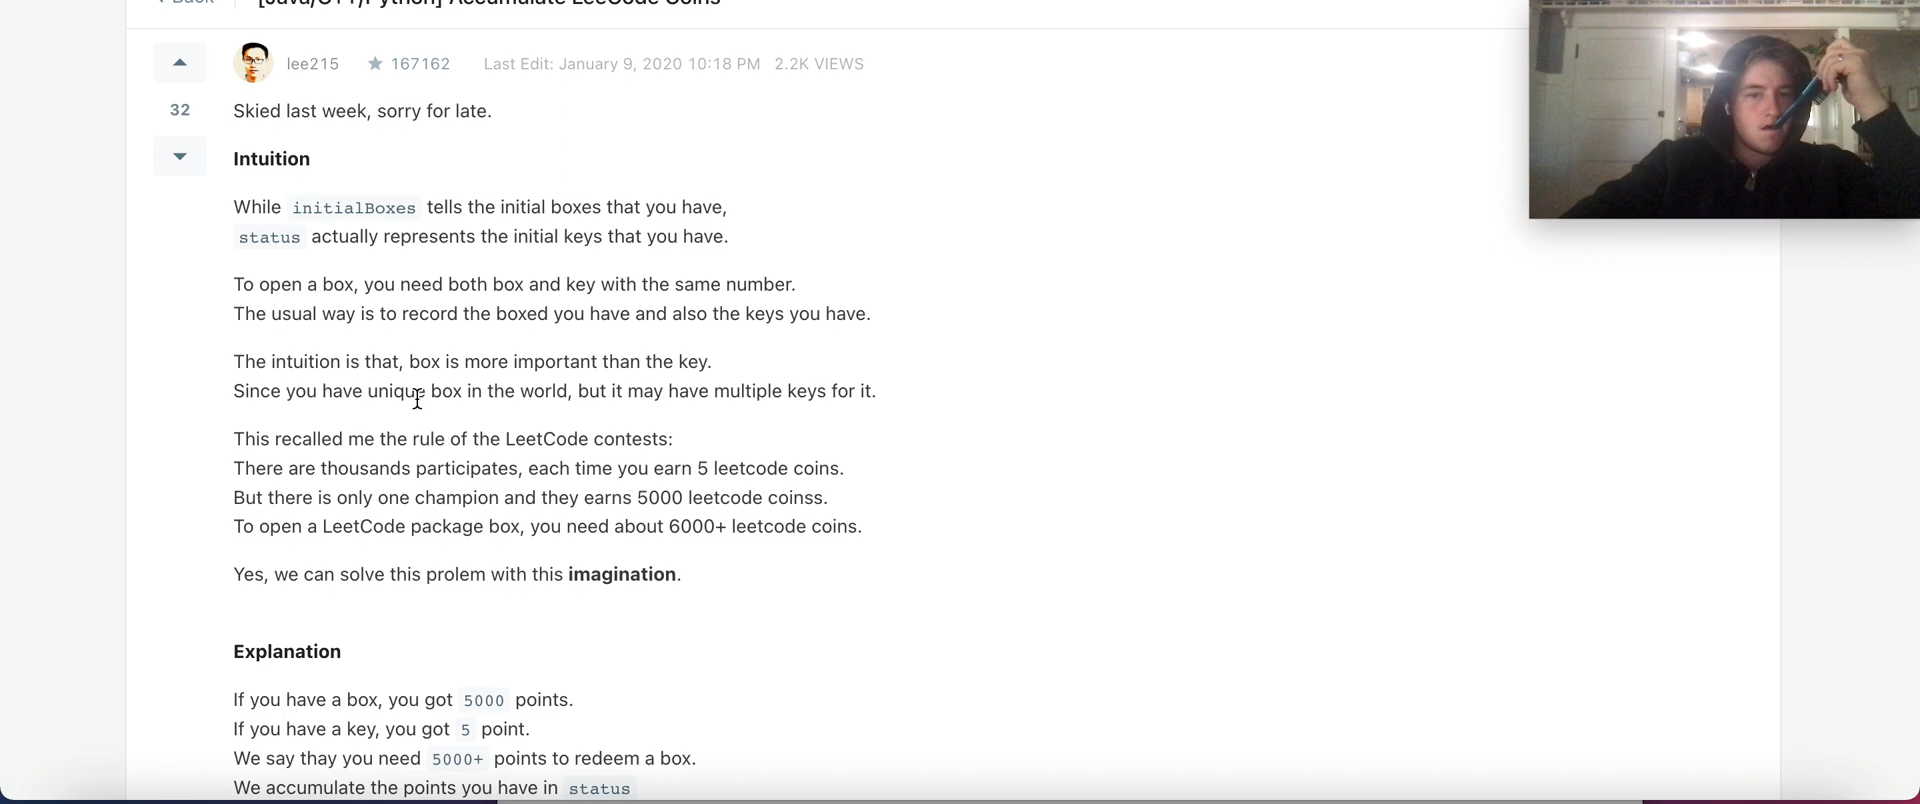 Back [Java/C++/Python] Accumulate LeeCode Coins
lee215 167162 Last Edit: January 9, 2020 10:18 PM 2.2K VIEWS
32
Skied last week, sorry for late.
Intuition
While initialBoxes tells the initial boxes that you have,
status actually represents the initial keys that you have.
To open a box, you need both box and key with the same number.
The usual way is to record the boxed you have and also the keys you have.
The intuition is that, box is more important than the key.
Since you have unique box in the world, but it may have multiple keys for it.
This recalled me the rule of the LeetCode contests:
There are thousands participates, each time you earn 5 leetcode coins.
But there is only one champion and they earns 5000 leetcode coinss.
To open a LeetCode package box, you need about 6000+ leetcode coins.
Yes, we can solve this prolem with this imagination.
Explanation
If you have a box, you got 5000 points.
If you have a key, you got 5 point.
We say thay you need 5000+ points to redeem a box.
We accumulate the points you have in status